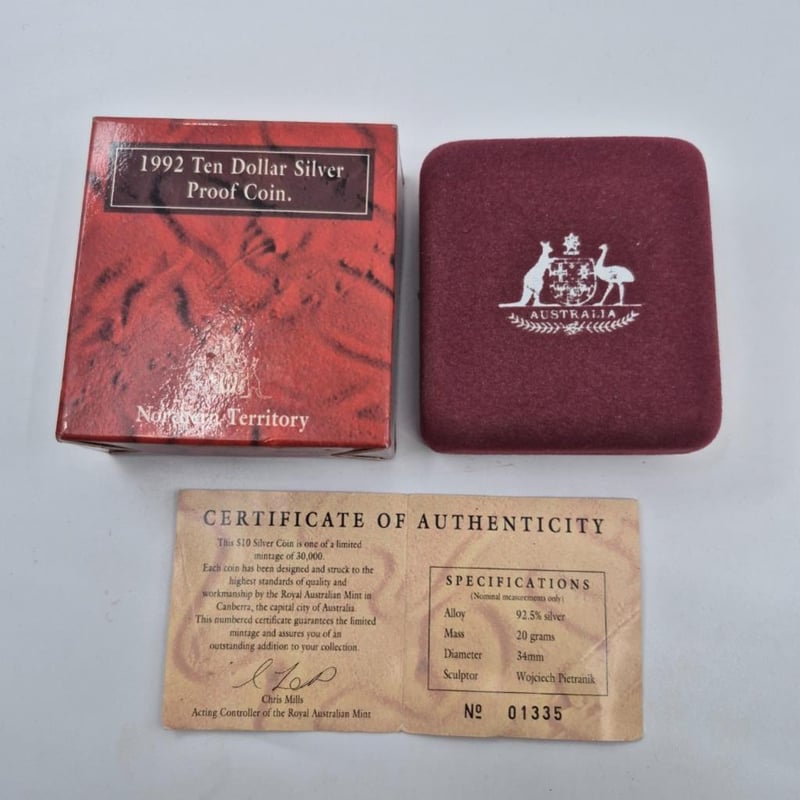 1992 Ten Dollar Silver
Proof Coin.
Northern Territory
AUSTRALIA
CERTIFICATE OF AUTHENTICITY
This $10 Silver Coin is one of a limited
mintage of 30,000.
Each coin has been designed and struck to the
highest standards of quality and
workmanship by the Royal Australian Mint in
Canberra, the capital city of Australia.
This numbered certificate guarantees the limited
mintage and assures you of an
outstanding addition to your collection.
Chris Mills
Acting Controller of the Royal Australian Mint
SPECIFICATIONS
(Nominal measurements only)
Alloy 92.5% silver
Mass 20 grams
Diameter 34mm
Sculptor Wojciech Pietranik
Nº 01335